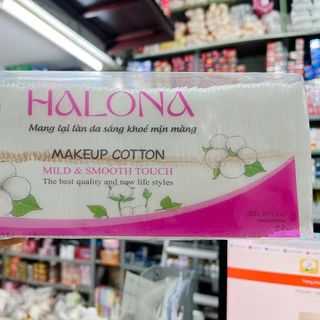 HALONA
Mang lại làn da sáng khoẻ mịn màng
MAKEUP COTTON
MILD & SMOOTH TOUCH
The best quality and now life styles